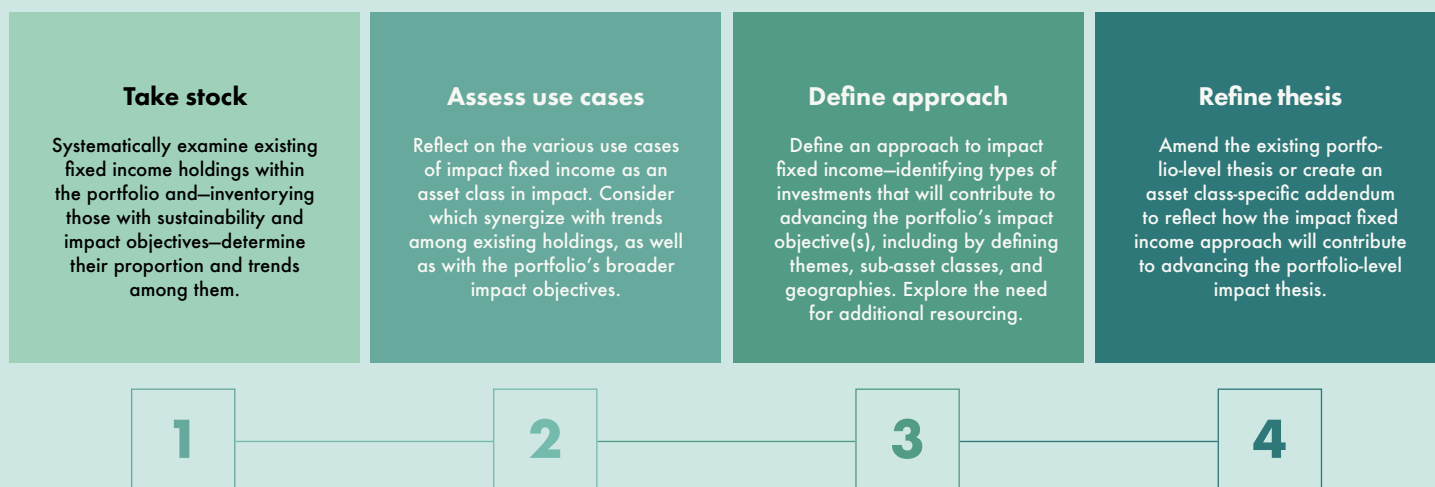 Take stock
Systematically examine existing
fixed income holdings within
the portfolio and—inventorying
those with sustainability and
impact objectives—determine
their proportion and trends
among them.
Assess use cases
Reflect on the various use cases
of impact fixed income as an
asset class in impact. Consider
which synergize with trends
among existing holdings, as well
as with the portfolio's broader
impact objectives.
Define approach
Define an approach to impact
fixed income—identifying types of
investments that will contribute to
advancing the portfolio's impact
objective(s), including by defining
themes, sub-asset classes, and
geographies. Explore the need
for additional resourcing.
Refine thesis
Amend the existing portfo-
lio-level thesis or create an
asset class-specific addendum
to reflect how the impact fixed
income approach will contribute
to advancing the portfolio-level
impact thesis.
1
2
3
4